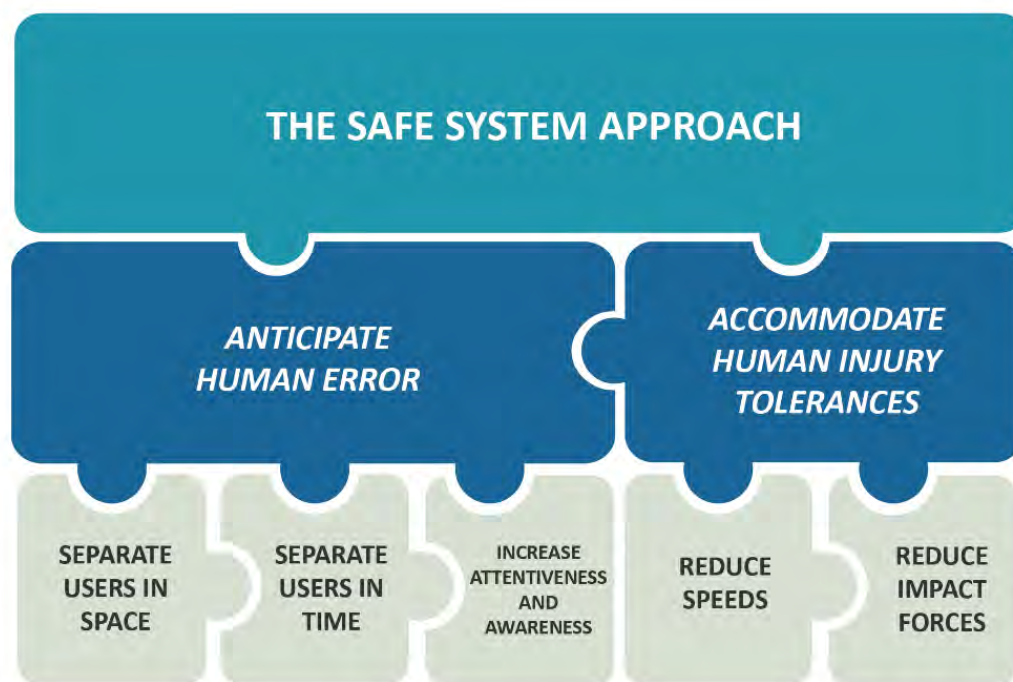 THE SAFE SYSTEM APPROACH
ANTICIPATE
HUMAN ERROR
ACCOMMODATE
HUMAN INJURY
TOLERANCES
SEPARATE
USERS IN
SPACE
SEPARATE
USERS IN
TIME
INCREASE
ATTENTIVENESS
AND
AWARENESS
REDUCE
SPEEDS
REDUCE
IMPACT
FORCES